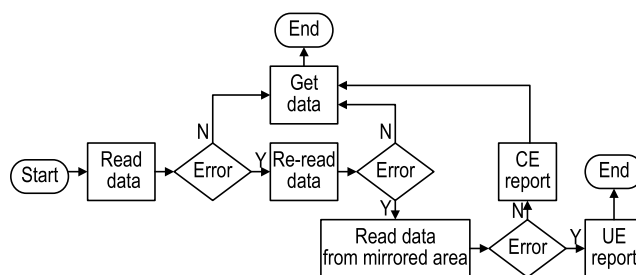 End
Get
data
N
N
Start
Read
data
Error
Y
Re-read
data
Error
CE
report
End
Y
N
Read data
from mirrored area
Error
Y
UE
report